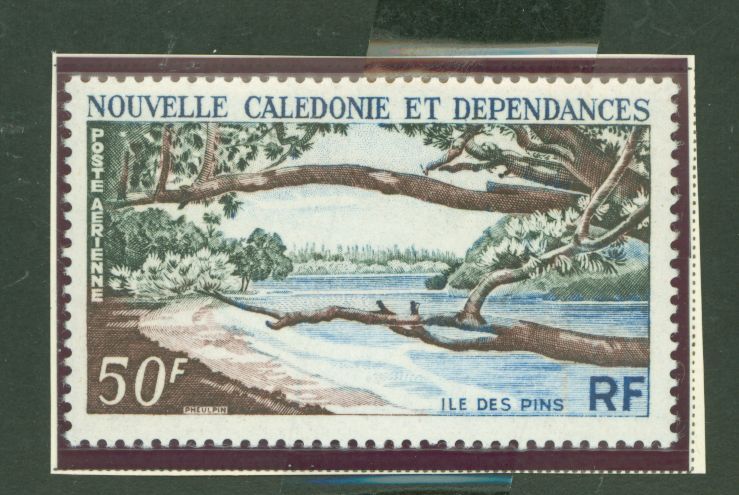 NOUVELLE CALEDONIE ET DEPENDANCES
POSTE AERIENNE
50F
PHEULPIN
ILE DES PINS
RF